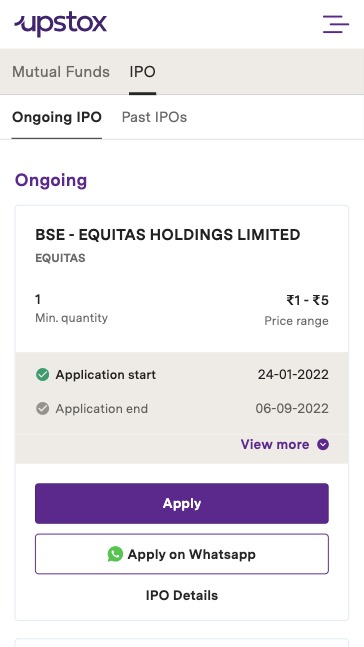 upstox
Mutual Funds IPO
Ongoing IPO Past IPOs
Ongoing
BSE - EQUITAS HOLDINGS LIMITED
EQUITAS
1 ₹1 - ₹5
Min. quantity Price range
Application start 24-01-2022
Application end 06-09-2022
View more
Apply
Apply on Whatsapp
IPO Details